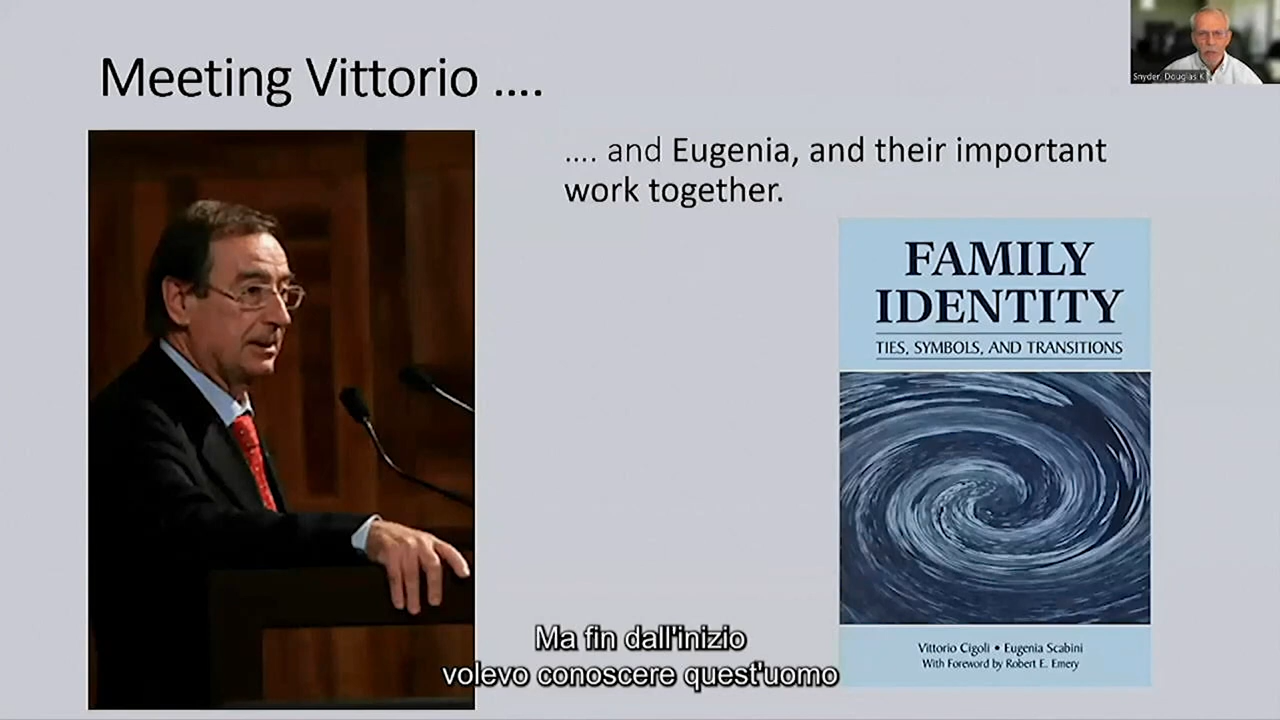 Meeting Vittorio ....
Snyder, Douglas K
.... and Eugenia, and their important
work together.
FAMILY
IDENTITY
TIES, SYMBOLS, AND TRANSITIONS
Vittorio Cigoli • Eugenia Scabini
With Foreword by Robert E. Emery
Ma fin dall'inizio
volevo conoscere quest'uomo